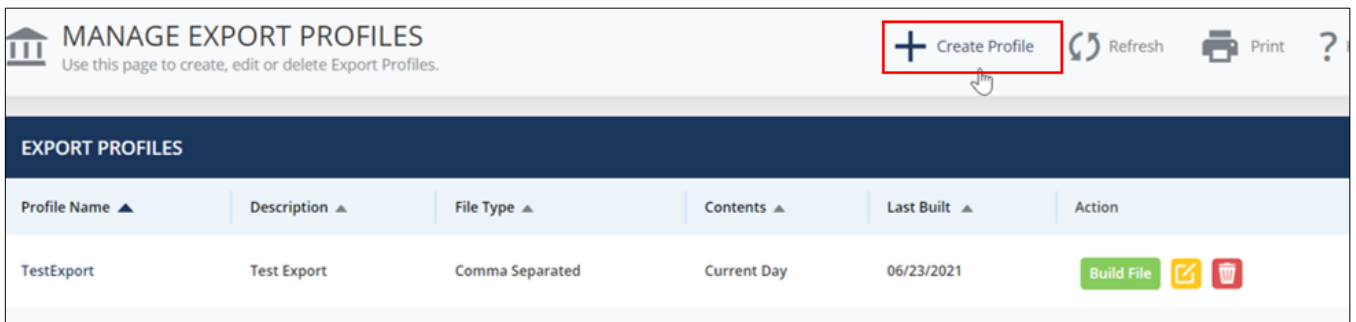 MANAGE EXPORT PROFILES
Use this page to create, edit or delete Export Profiles.
Create Profile Refresh Print ?
EXPORT PROFILES
Profile Name Description File Type Contents Last Built Action
TestExport Test Export Comma Separated Current Day 06/23/2021 Build File